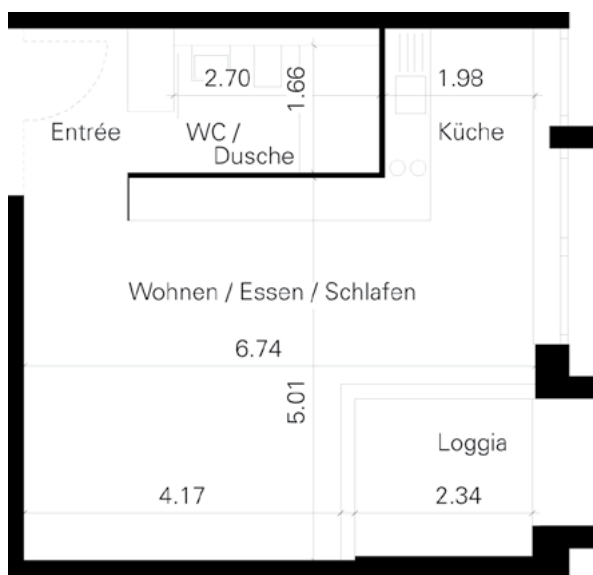 2.70
1.66
1.98
Entrée
WC /
Dusche
Küche
Wohnen / Essen / Schlafen
6.74
5.01
Loggia
4.17
2.34